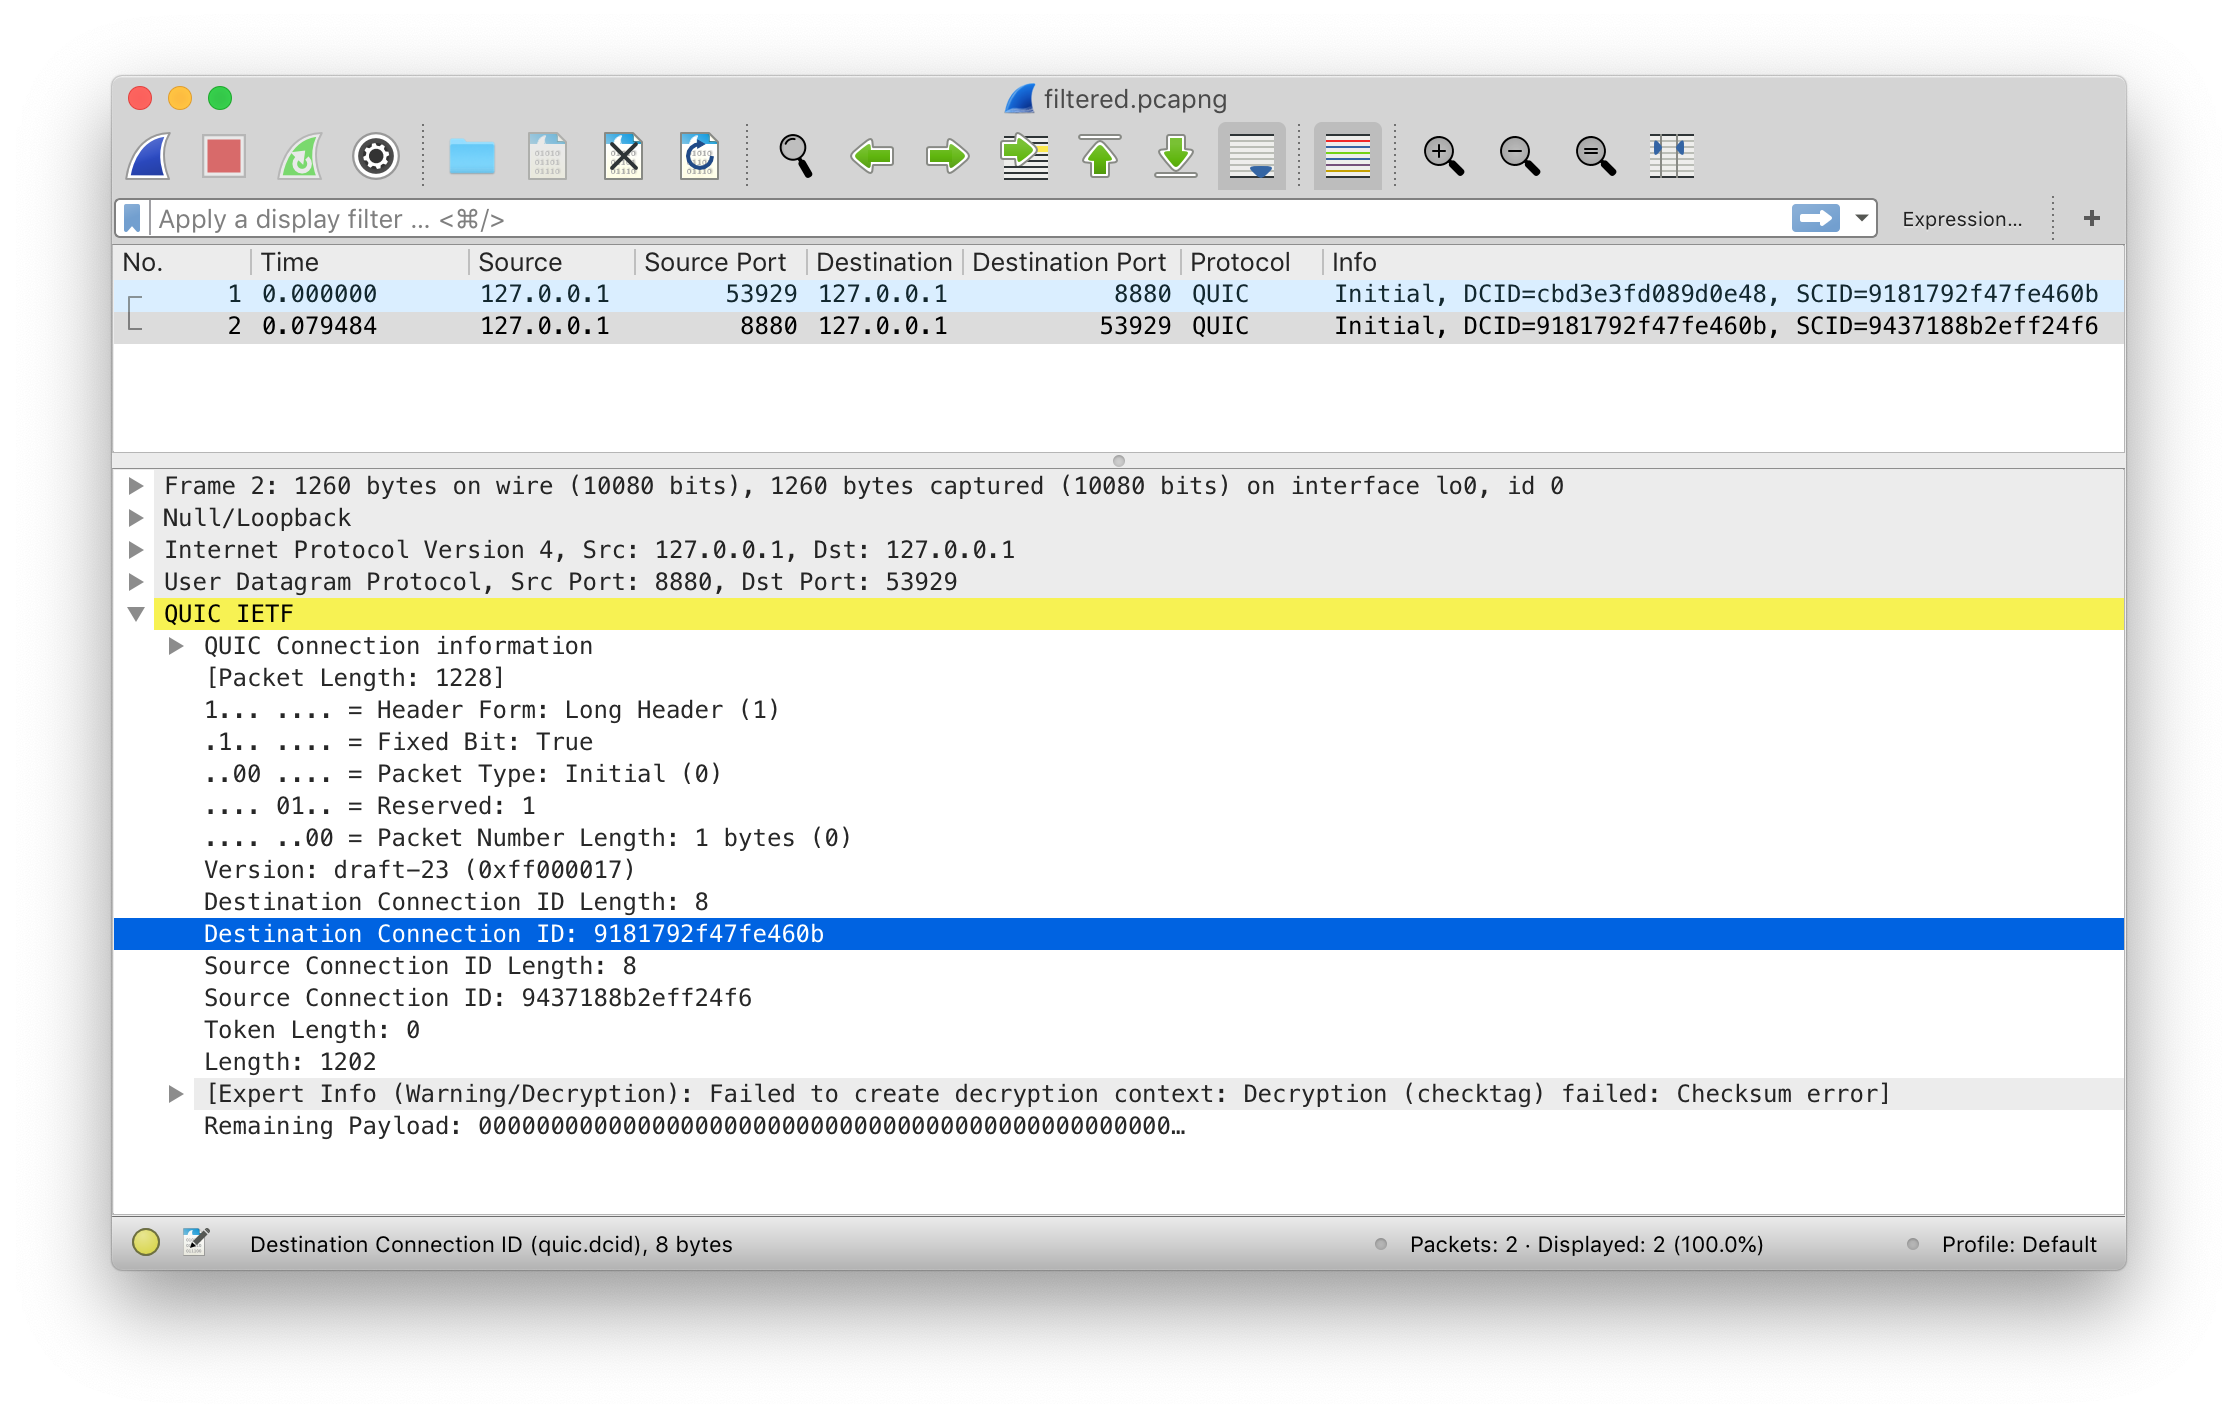 filtered.pcapng
Apply a display filter ... <⌘/>
Expression...
+
No. Time Source Source Port Destination Destination Port Protocol Info
1 0.000000 127.0.0.1 53929 127.0.0.1 8880 QUIC Initial, DCID=cbd3e3fd089d0e48, SCID=9181792f47fe460b
2 0.079484 127.0.0.1 8880 127.0.0.1 53929 QUIC Initial, DCID=9181792f47fe460b, SCID=9437188b2eff24f6
Frame 2: 1260 bytes on wire (10080 bits), 1260 bytes captured (10080 bits) on interface lo0, id 0
Null/Loopback
Internet Protocol Version 4, Src: 127.0.0.1, Dst: 127.0.0.1
User Datagram Protocol, Src Port: 8880, Dst Port: 53929
QUIC IETF
QUIC Connection information
[Packet Length: 1228]
1... .... = Header Form: Long Header (1)
.1.. .... = Fixed Bit: True
..00 .... = Packet Type: Initial (0)
.... 01.. = Reserved: 1
.... ..00 = Packet Number Length: 1 bytes (0)
Version: draft-23 (0xff000017)
Destination Connection ID Length: 8
Destination Connection ID: 9181792f47fe460b
Source Connection ID Length: 8
Source Connection ID: 9437188b2eff24f6
Token Length: 0
Length: 1202
[Expert Info (Warning/Decryption): Failed to create decryption context: Decryption (checktag) failed: Checksum error]
Remaining Payload: 000000000000000000000000000000000000000000000000…
Destination Connection ID (quic.dcid), 8 bytes
Packets: 2 · Displayed: 2 (100.0%)
Profile: Default